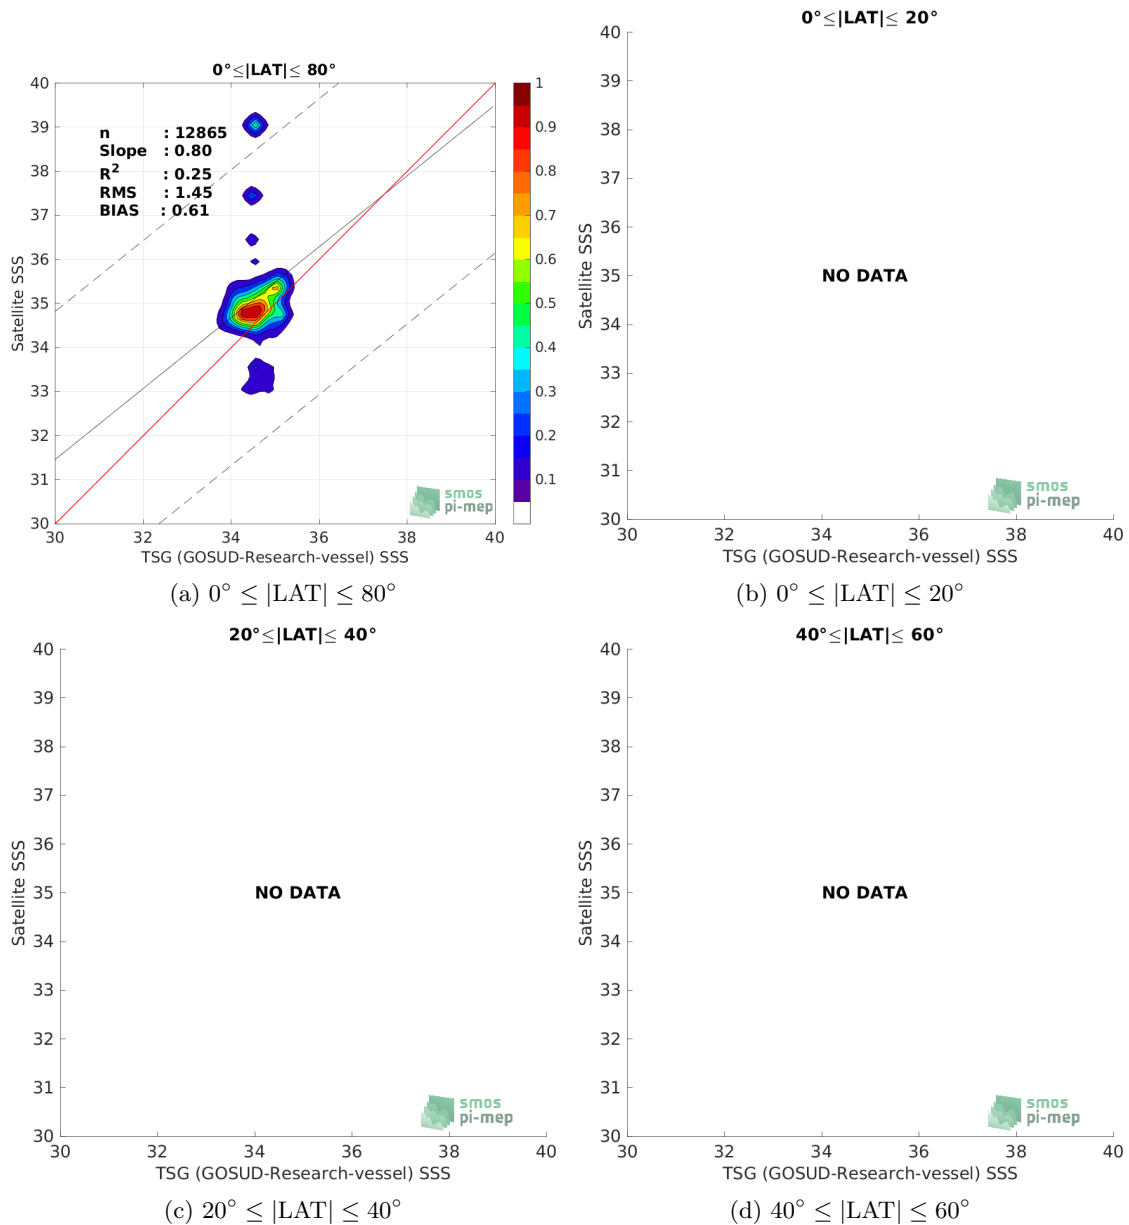 0°≤|LAT|≤ 80°
40
39
38
37
36
35
34
33
32
31
30
Satellite SSS
n : 12865
Slope : 0.80
R² : 0.25
RMS : 1.45
BIAS : 0.61
smos
pi-mep
30 32 34 36 38 40
TSG (GOSUD-Research-vessel) SSS
1
0.9
0.8
0.7
0.6
0.5
0.4
0.3
0.2
0.1
(a) 0° ≤ |LAT| ≤ 80°
0°≤|LAT|≤ 20°
40
39
38
37
36
35
34
33
32
31
30
Satellite SSS
NO DATA
smos
pi-mep
30 32 34 36 38 40
TSG (GOSUD-Research-vessel) SSS
(b) 0° ≤ |LAT| ≤ 20°
20°≤|LAT|≤ 40°
40
39
38
37
36
35
34
33
32
31
30
Satellite SSS
NO DATA
smos
pi-mep
30 32 34 36 38 40
TSG (GOSUD-Research-vessel) SSS
(c) 20° ≤ |LAT| ≤ 40°
40°≤|LAT|≤ 60°
40
39
38
37
36
35
34
33
32
31
30
Satellite SSS
NO DATA
smos
pi-mep
30 32 34 36 38 40
TSG (GOSUD-Research-vessel) SSS
(d) 40° ≤ |LAT| ≤ 60°